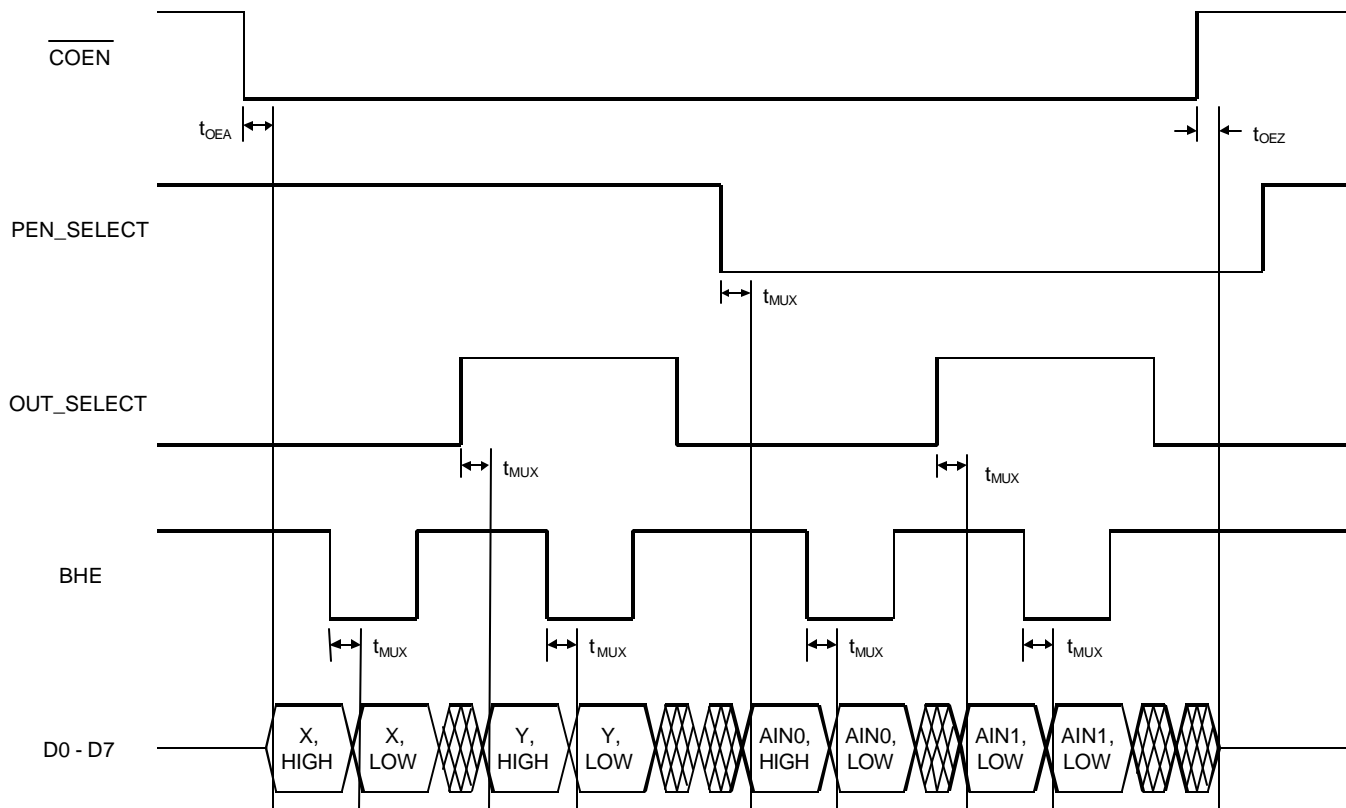 COEN
tOEA
tOEZ
PEN_SELECT
tMUX
OUT_SELECT
tMUX
tMUX
BHE
tMUX
tMUX
tMUX
tMUX
D0 - D7
X,
HIGH
X,
LOW
Y,
HIGH
Y,
LOW
AIN0,
HIGH
AIN0,
LOW
AIN1,
LOW
AIN1,
LOW